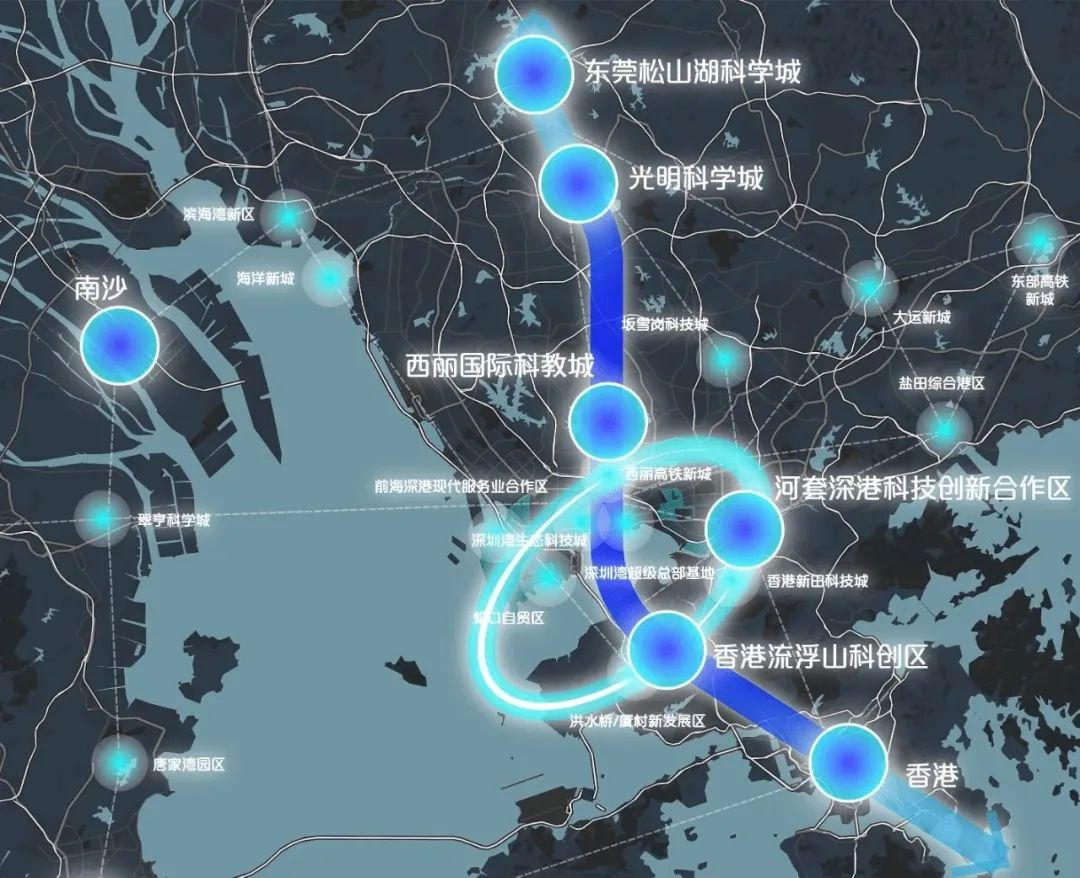 东莞松山湖科学城
光明科学城
滨海湾新区
海洋新城
南沙
东部高铁
新城
大运新城
坂雪岗科技城
西丽国际科教城
盐田综合港区
西丽高铁新城
前海深港现代服务业合作区
河套深港科技创新合作区
翠亨科学城
深圳湾生态科技城
深圳湾超级总部基地
香港新田科技城
蛇口自贸区
香港流浮山科创区
洪水桥/厦村新发展区
唐家湾园区
香港